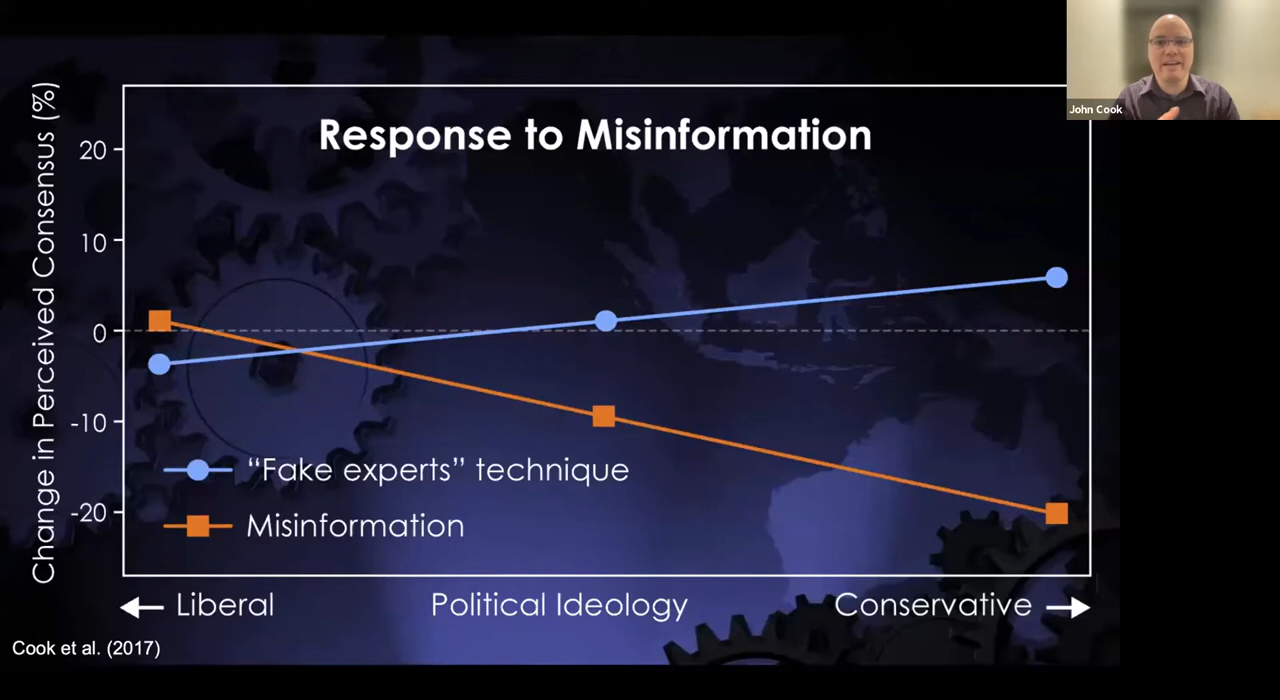 Response to Misinformation
John Cook
Change in Perceived Consensus (%)
20
10
0
-10
-20
“Fake experts” technique
Misinformation
Liberal
Political Ideology
Conservative
Cook et al. (2017)